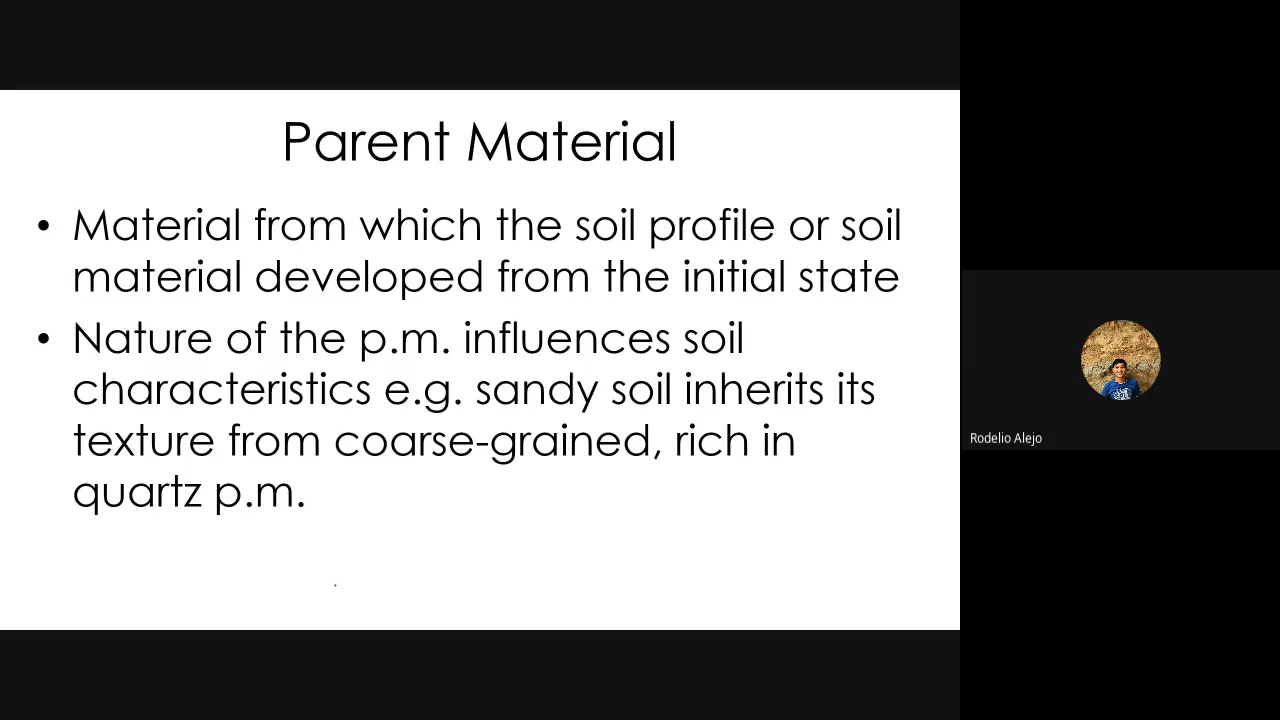 Parent Material
• Material from which the soil profile or soil
material developed from the initial state
• Nature of the p.m. influences soil
characteristics e.g. sandy soil inherits its
texture from coarse-grained, rich in
quartz p.m.
Rodelio Alejo